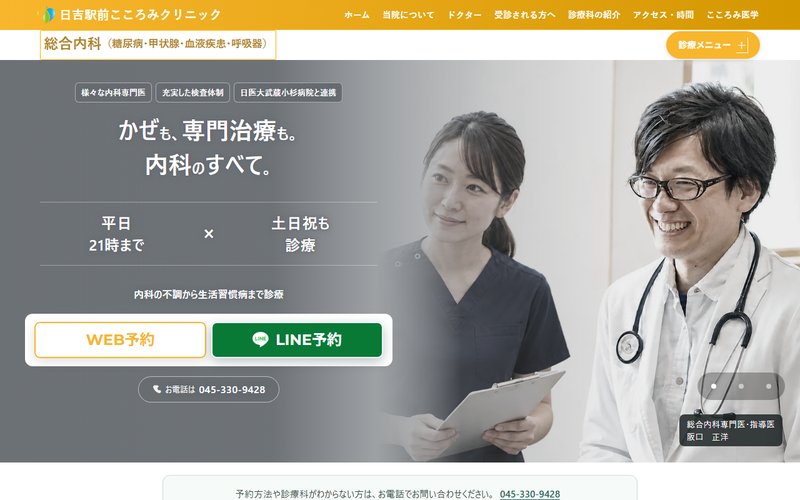 日吉駅前こころみクリニック
ホーム 当院について ドクター 受診される方へ 診療科の紹介 アクセス・時間 こころみ医学
総合内科（糖尿病・甲状腺・血液疾患・呼吸器）
診療メニュー
様々な内科専門医 充実した検査体制 日医大武蔵小杉病院と連携
かぜも、専門治療も。
内科のすべて。
平日
21時まで
×
土日祝も
診療
内科の不調から生活習慣病まで診療
WEB予約
LINE LINE予約
お電話は 045-330-9428
総合内科専門医・指導医
阪口 正洋
予約方法や診療科がわからない方は、お電話でお問い合わせください。 045-330-9428